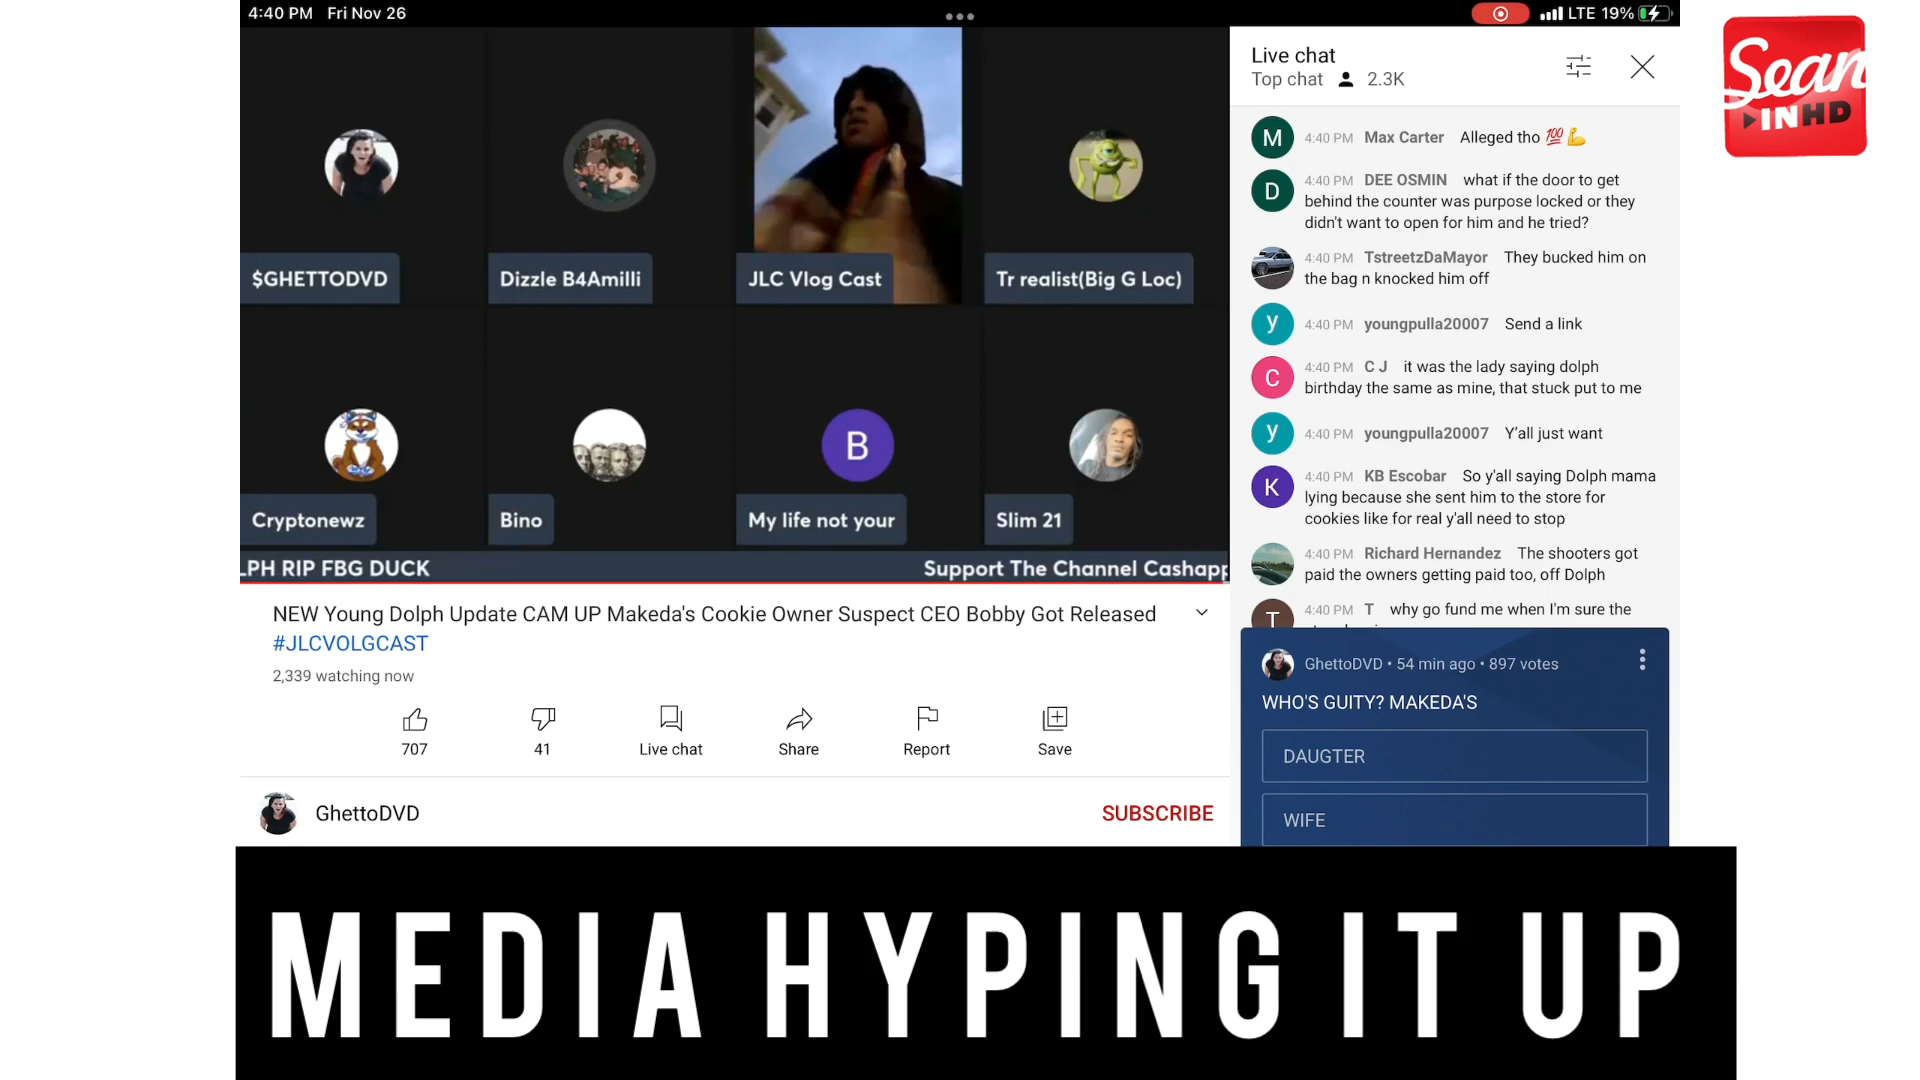 4:40 PM Fri Nov 26
LTE 19%
Sean
INHD
$GHETTODVD
Dizzle B4Amilli
JLC Vlog Cast
Tr realist(Big G Loc)
Cryptonewz
Bino
B
My life not your
Slim 21
LPH RIP FBG DUCK
Support The Channel Cashapp
NEW Young Dolph Update CAM UP Makeda's Cookie Owner Suspect CEO Bobby Got Released
#JLCVOLGCAST
2,339 watching now
707
41
Live chat
Share
Report
Save
GhettoDVD
SUBSCRIBE
Live chat
Top chat 2.3K
M 4:40 PM Max Carter Alleged tho 💯 💪
D 4:40 PM DEE OSMIN what if the door to get
behind the counter was purpose locked or they
didn't want to open for him and he tried?
4:40 PM TstreetzDaMayor They bucked him on
the bag n knocked him off
y 4:40 PM youngpulla20007 Send a link
C 4:40 PM C J it was the lady saying dolph
birthday the same as mine, that stuck put to me
y 4:40 PM youngpulla20007 Y'all just want
K 4:40 PM KB Escobar So y'all saying Dolph mama
lying because she sent him to the store for
cookies like for real y'all need to stop
4:40 PM Richard Hernandez The shooters got
paid the owners getting paid too, off Dolph
T 4:40 PM T why go fund me when I'm sure the
GhettoDVD • 54 min ago • 897 votes
WHO'S GUITY? MAKEDA'S
DAUGTER
WIFE
MEDIA HYPING IT UP